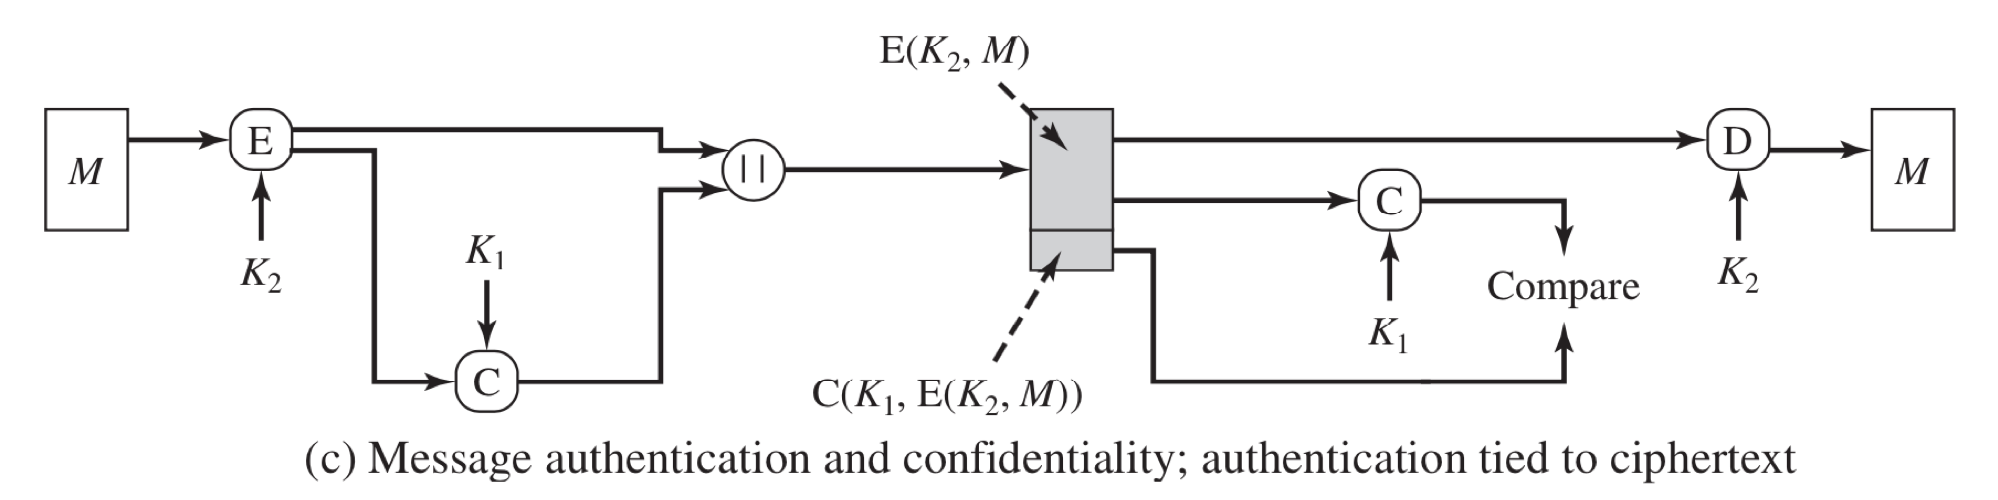 E(K₂, M)
M
E
||
D
M
C
K₂
K₁
K₂
Compare
K₁
C
C(K₁, E(K₂, M))
(c) Message authentication and confidentiality; authentication tied to ciphertext